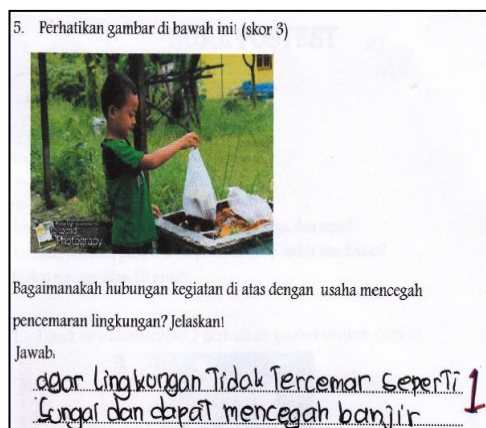 5. Perhatikan gambar di bawah ini! (skor 3)
Photography
Bagaimanakah hubungan kegiatan di atas dengan usaha mencegah
pencemaran lingkungan? Jelaskan!
Jawab:
agar lingkungan Tidak Tercemar seperTi
Sungai dan dapaT mencegah banjir
1